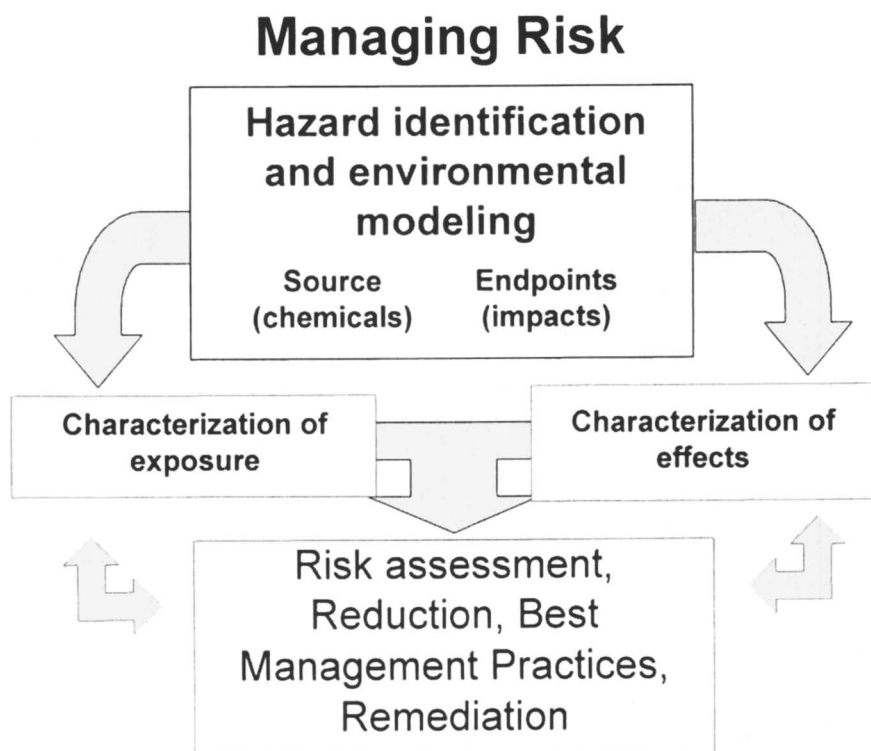 Managing Risk
Hazard identification
and environmental
modeling
Source
(chemicals)
Endpoints
(impacts)
Characterization of
exposure
Characterization of
effects
Risk assessment,
Reduction, Best
Management Practices,
Remediation